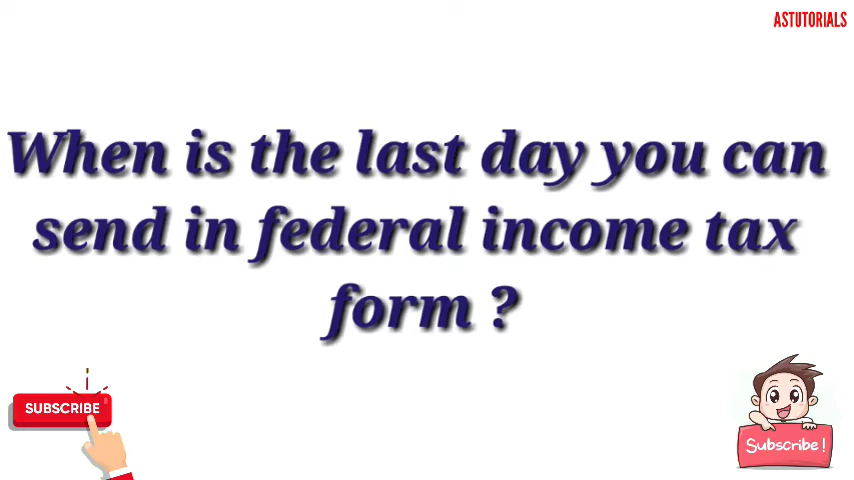 ASTUTORIALS
When is the last day you can
send in federal income tax
form ?
SUBSCRIBE
Subscribe!